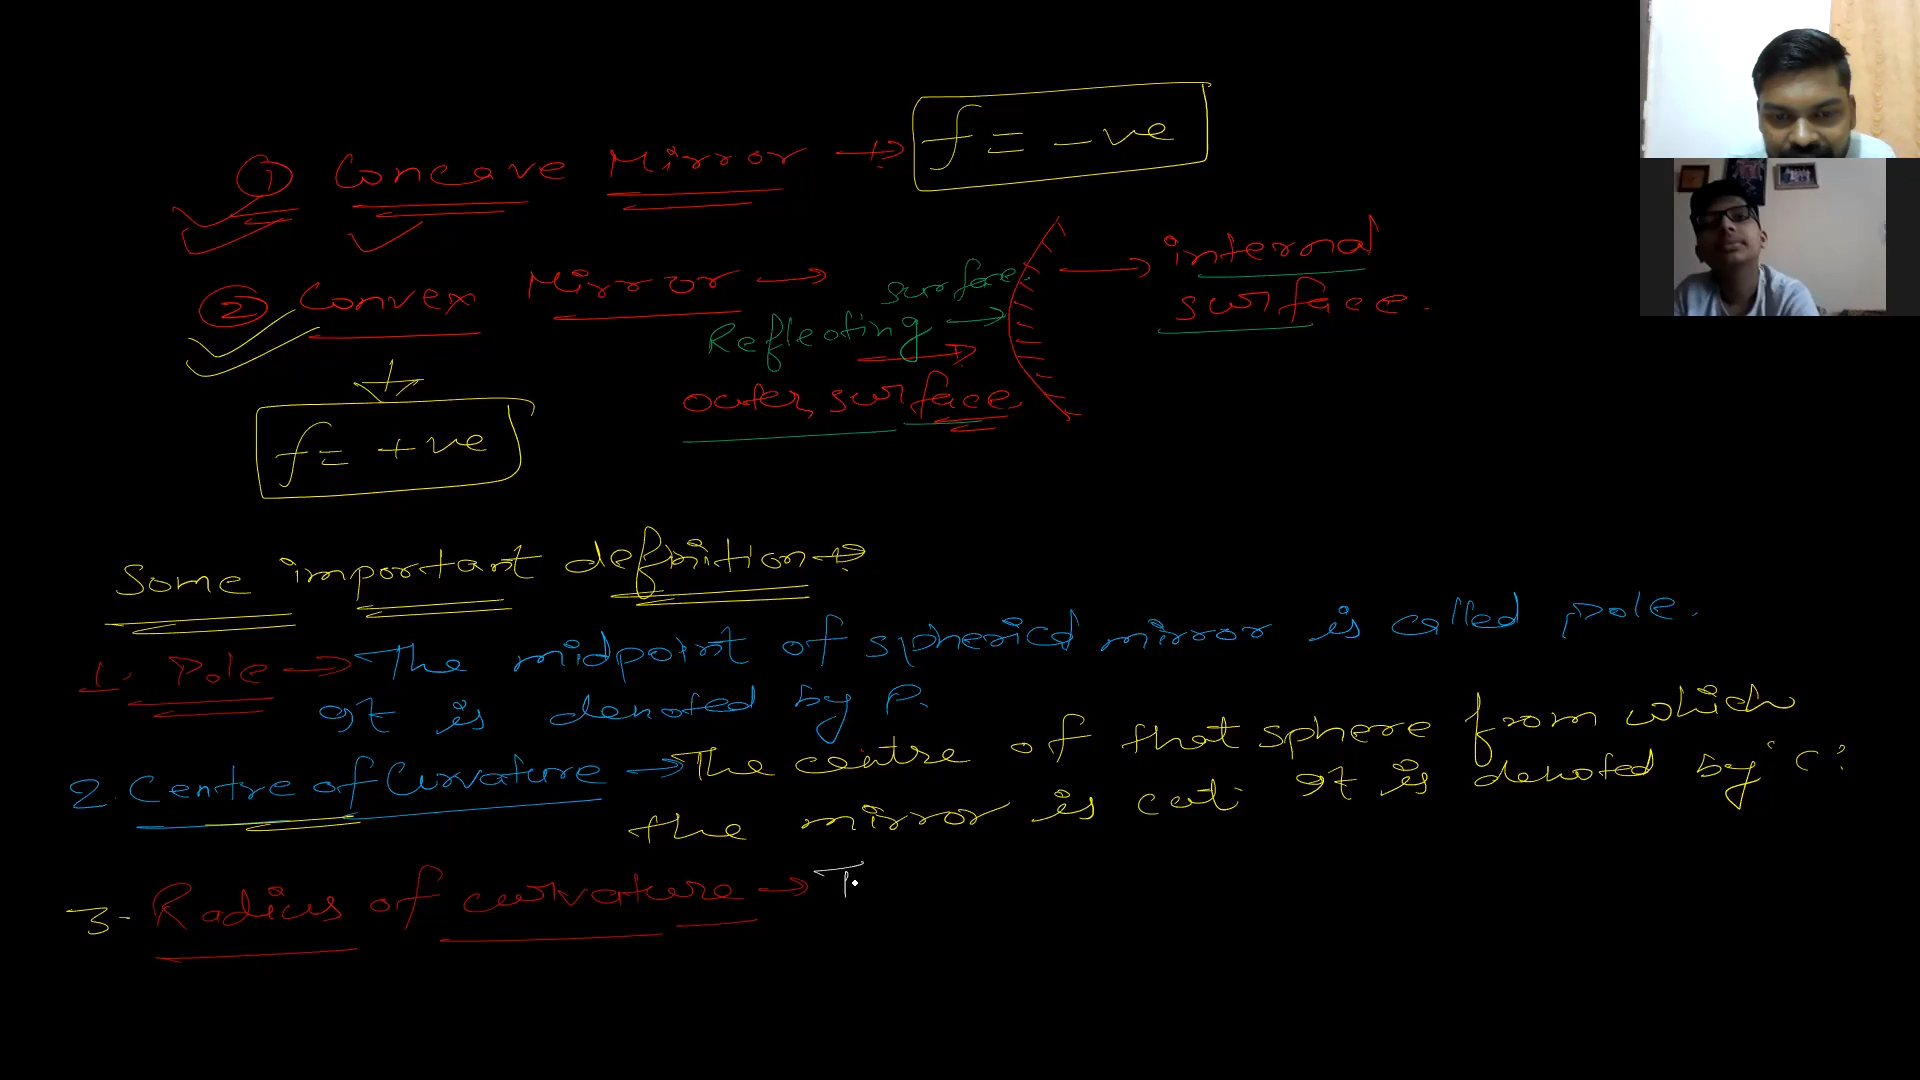 ① Concave Mirror → f = -ve
② Convex Mirror →
surface
Reflecting →
outer surface
→ internal
surface.
f = +ve
Some important definition →
1. Pole → The midpoint of spherical mirror is called pole.
It is denoted by P.
2. Centre of Curvature → The centre of that sphere from which
the mirror is cut. It is denoted by 'C'.
3- Radius of curvature → T